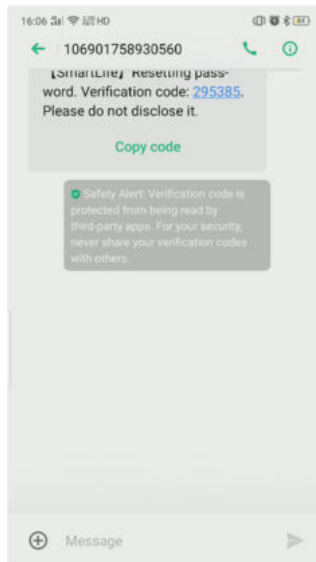 16:06 HD
106901758930560
【SmartLife】 Resetting pass-
word. Verification code: 295385.
Please do not disclose it.
Copy code
Safety Alert: Verification code is
protected from being read by
third-party apps. For your security,
never share your verification codes
with others.
Message